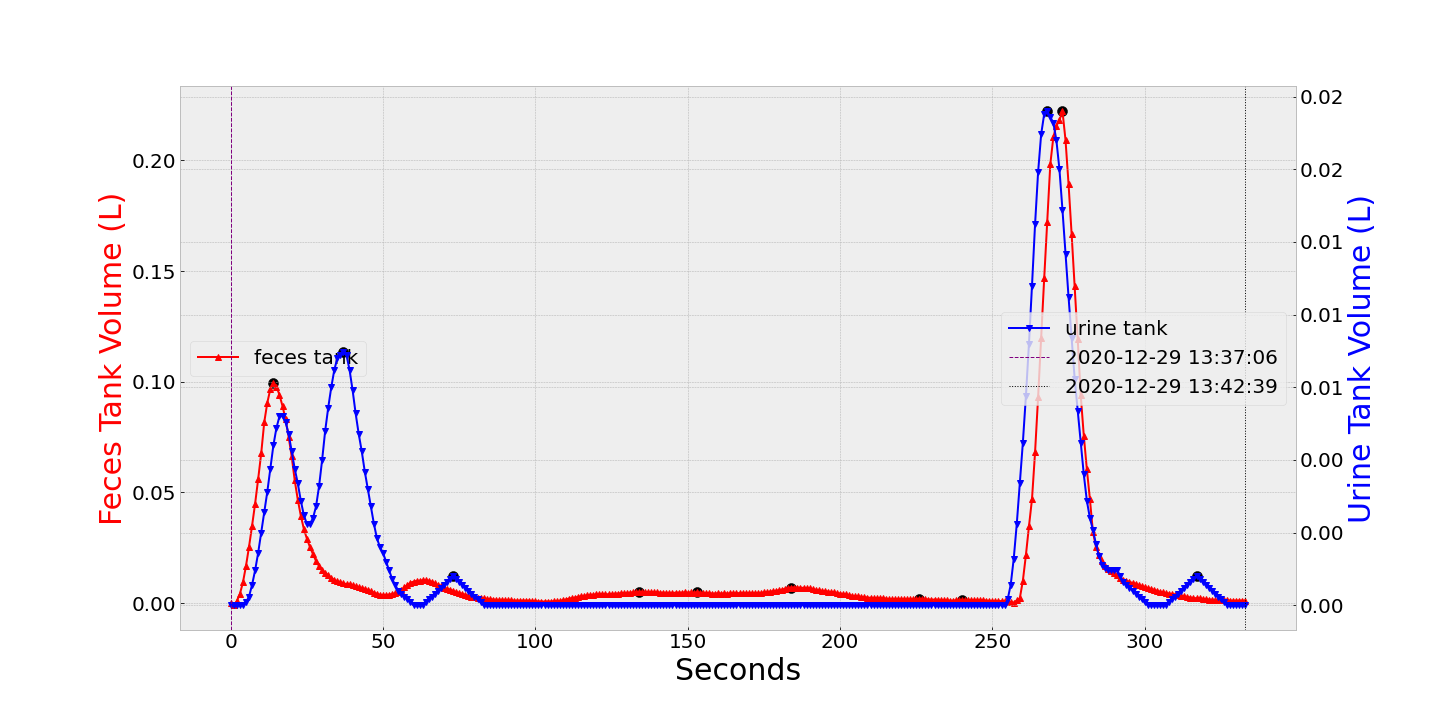 Feces Tank Volume (L)
0.20
0.15
0.10
0.05
0.00
feces tank
urine tank
2020-12-29 13:37:06
2020-12-29 13:42:39
0.02
0.02
0.01
0.01
0.01
0.00
0.00
0.00
Urine Tank Volume (L)
0 50 100 150 200 250 300
Seconds